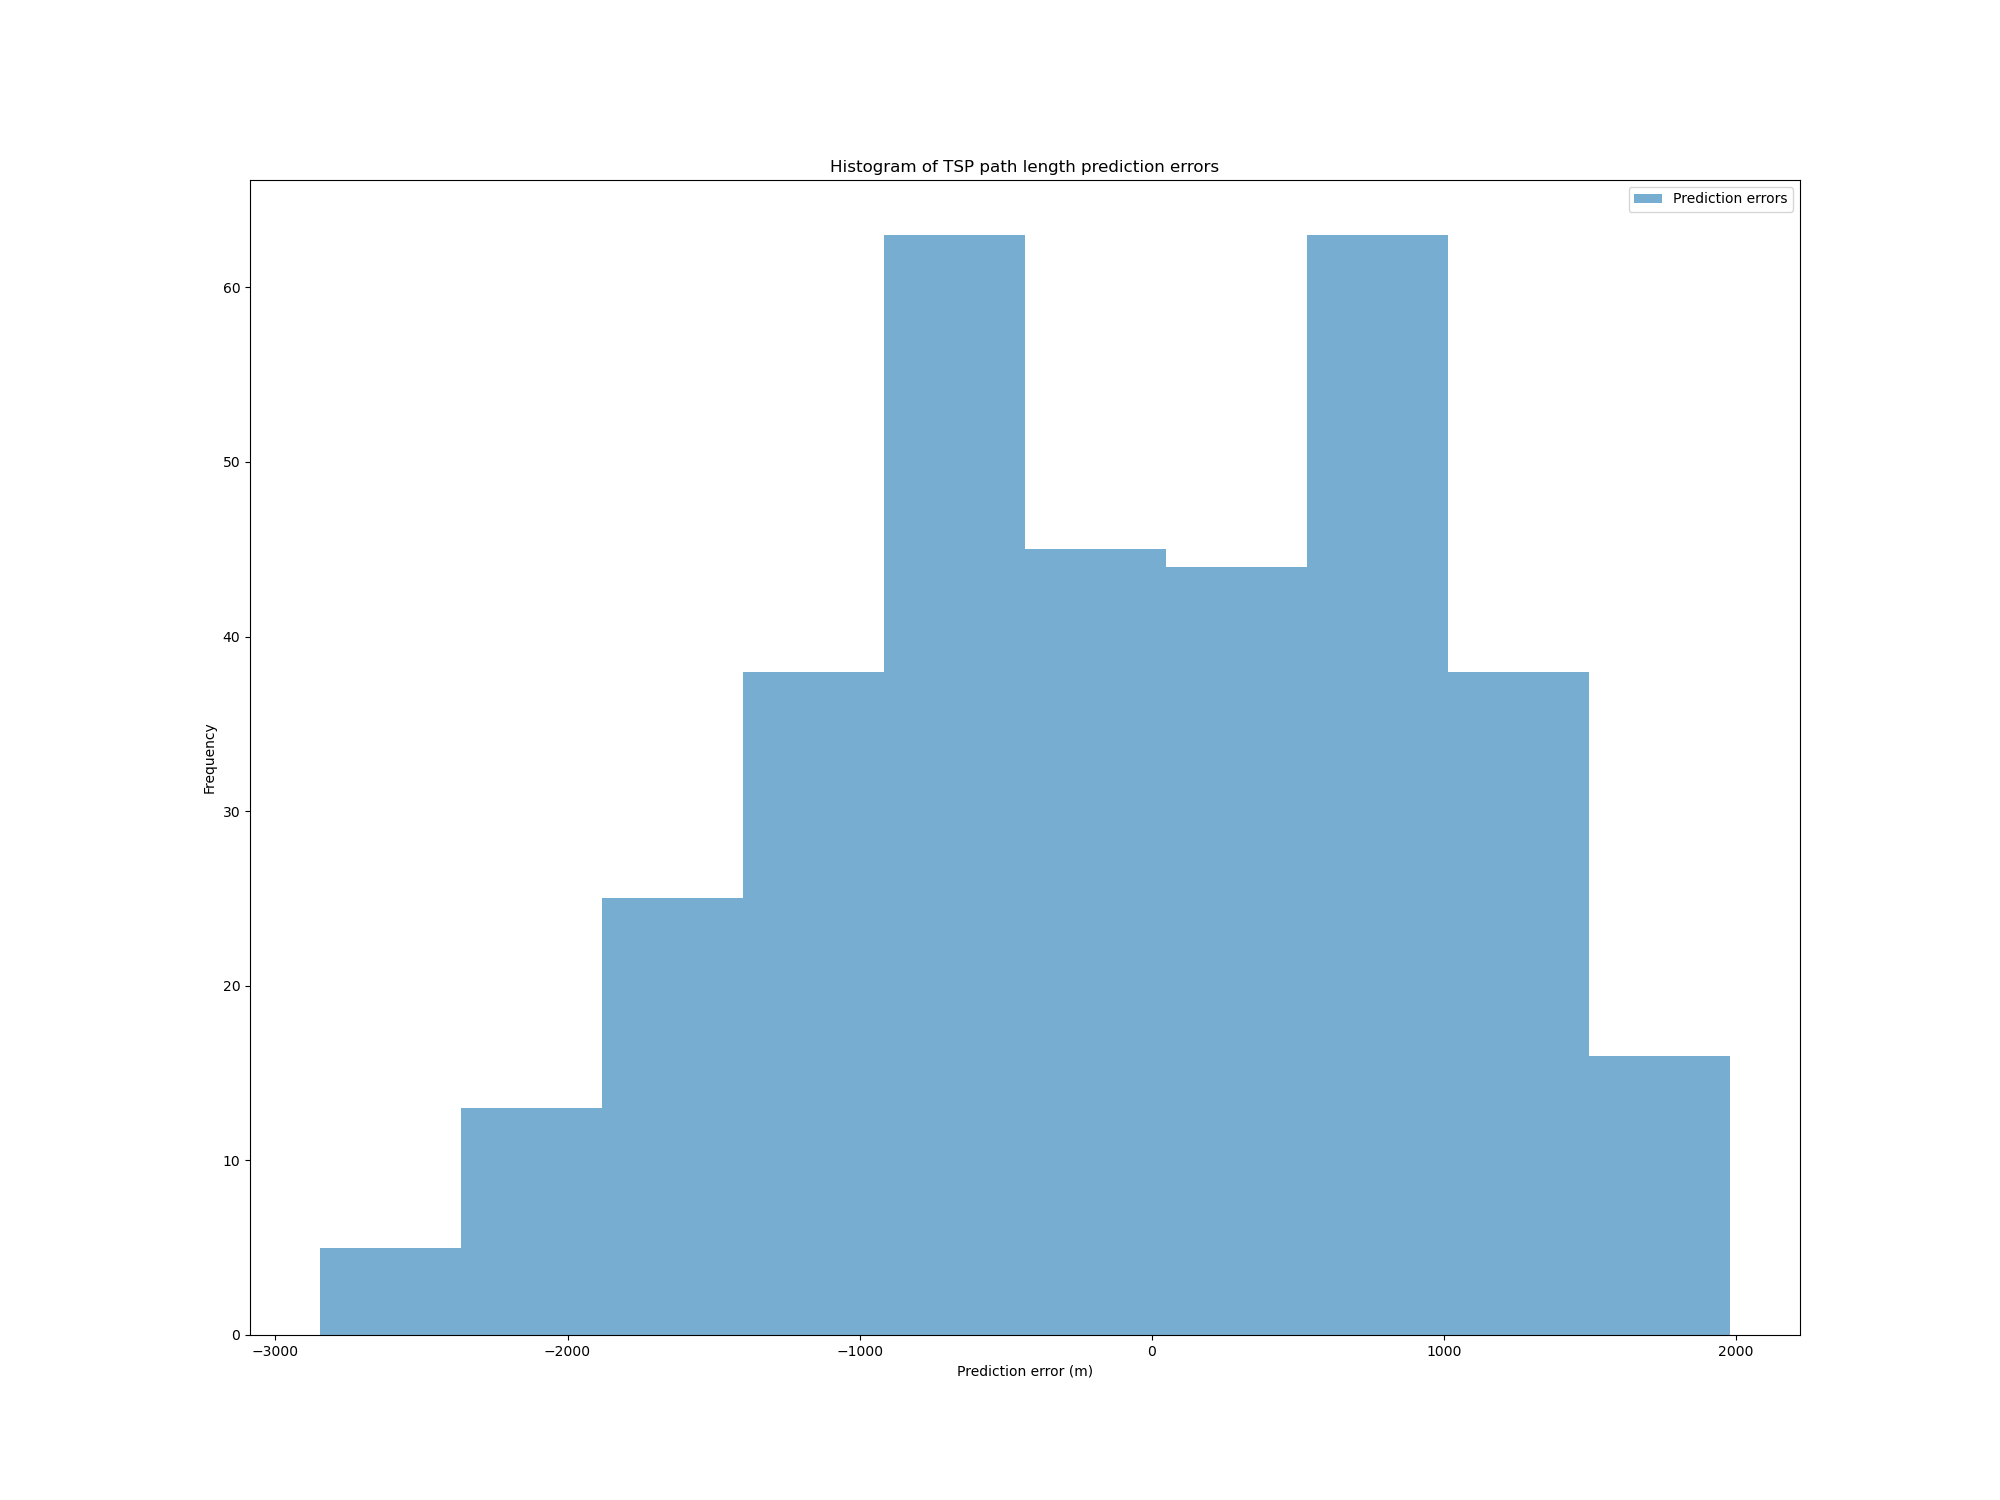 Histogram of TSP path length prediction errors
Prediction errors
60
50
40
30
20
10
0
Frequency
−3000 −2000 −1000 0 1000 2000
Prediction error (m)